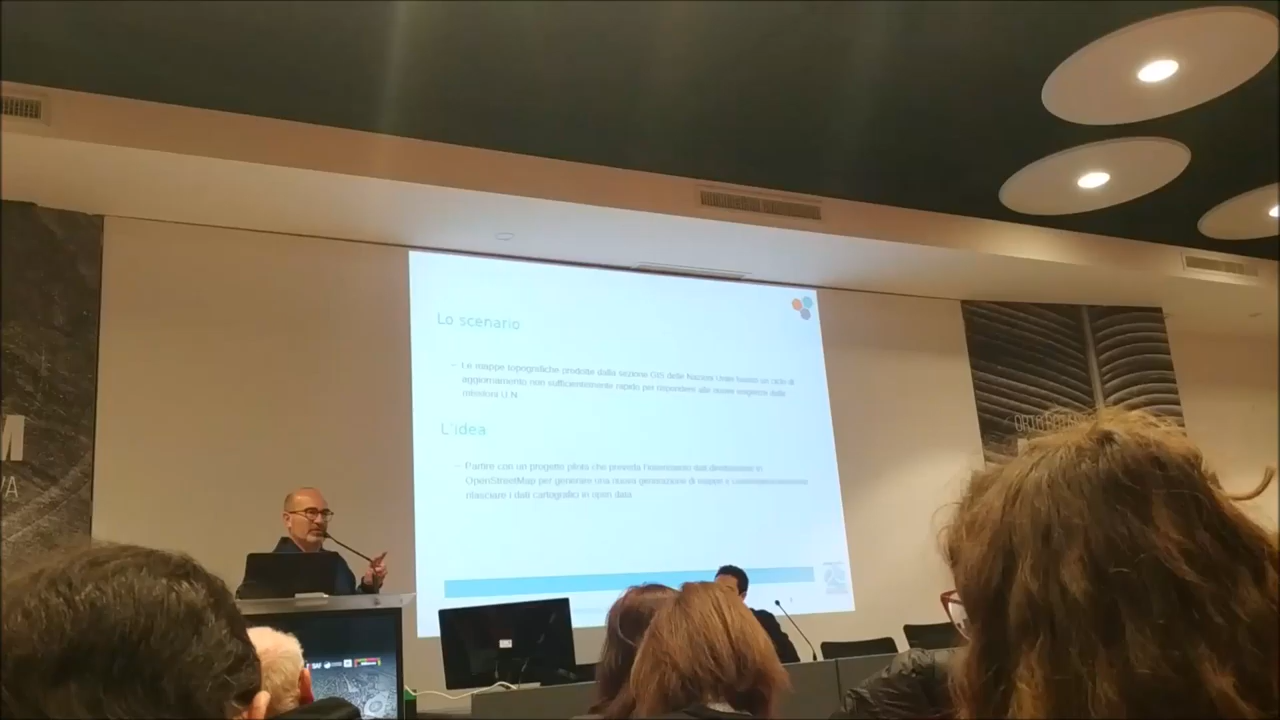 Lo scenario
– Le mappe topografiche prodotte dalla sezione GIS delle Nazioni Unite hanno un ciclo di
aggiornamento non sufficientemente rapido per rispondere alle nuove esigenze delle
missioni U.N.
L'idea
– Partire con un progetto pilota che preveda l'inserimento dati direttamente in
OpenStreetMap per generare una nuova generazione di mappe e
rilasciare i dati cartografici in open data
M
VA